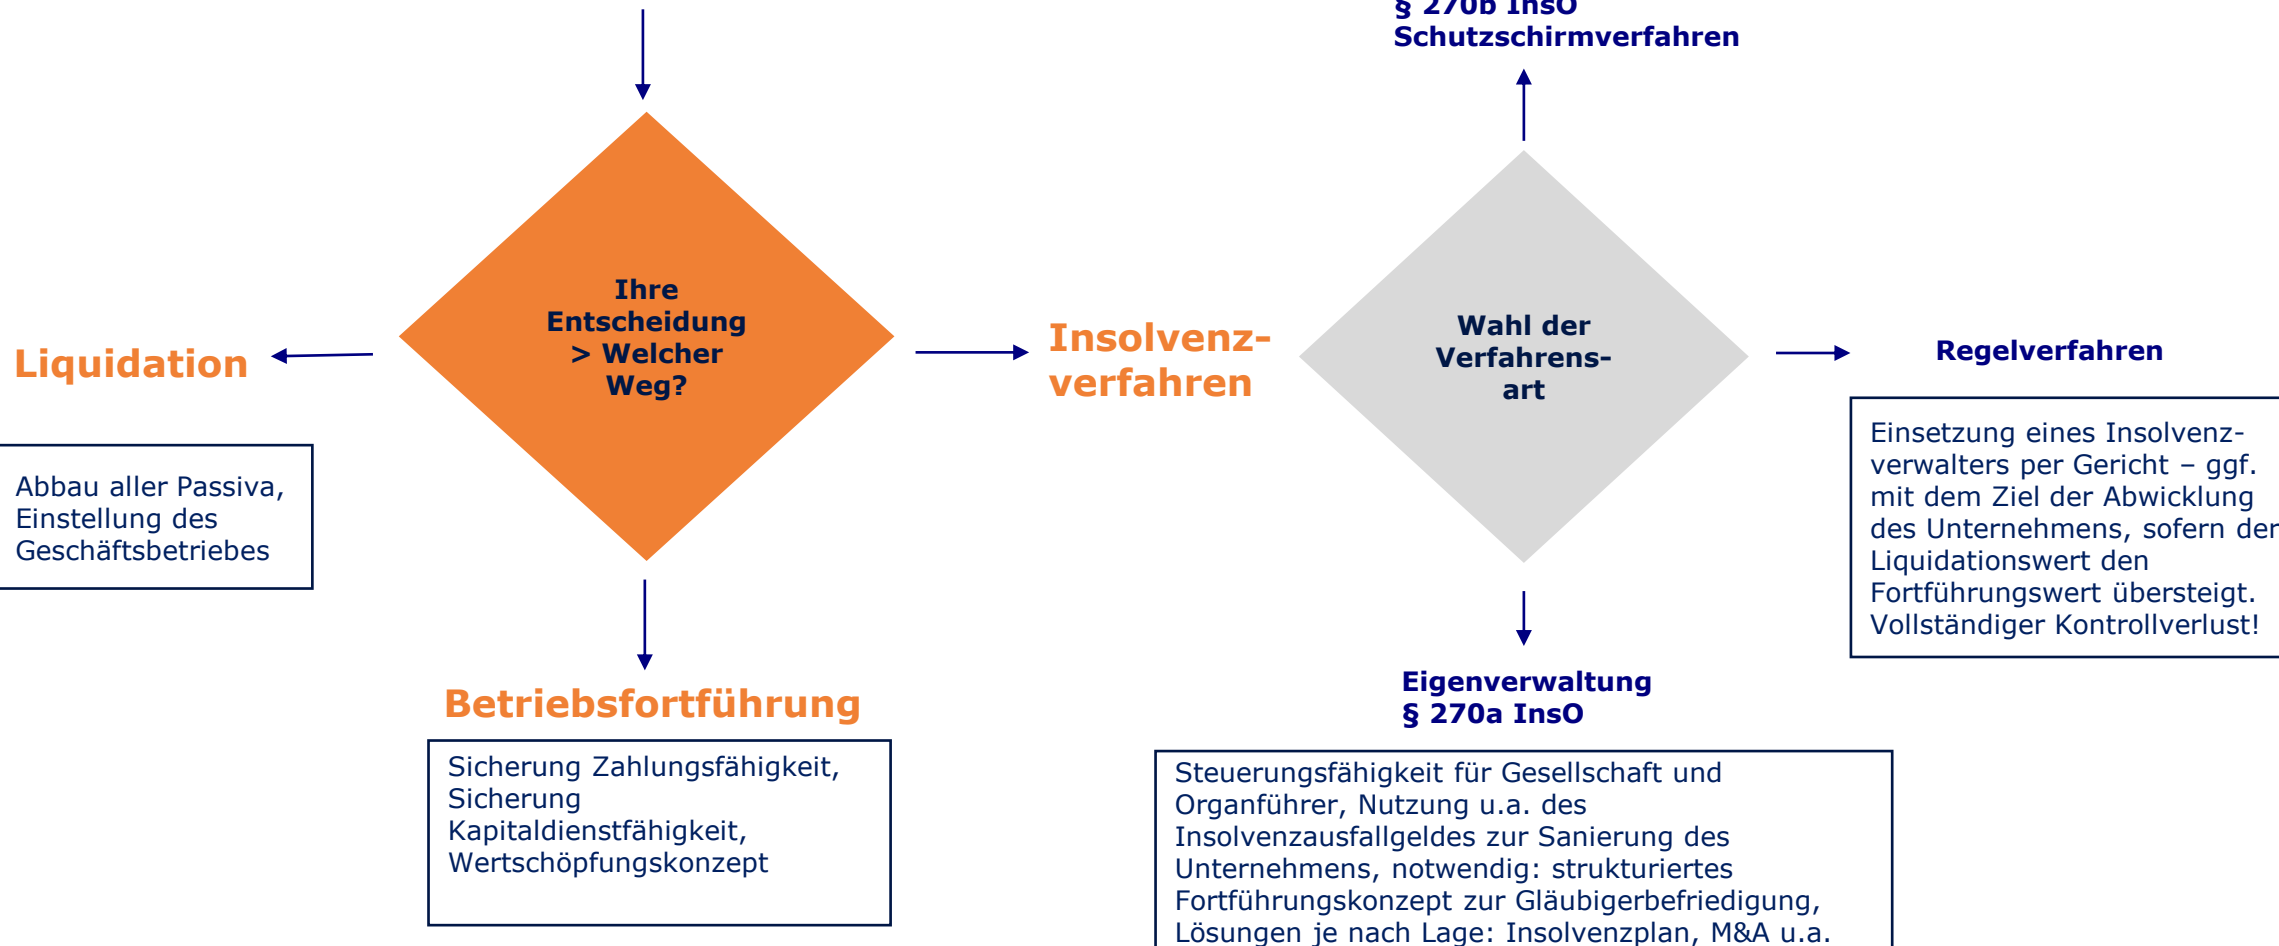 § 270b InsO
Schutzschirmverfahren
Ihre
Entscheidung
> Welcher
Weg?
Liquidation
Abbau aller Passiva,
Einstellung des
Geschäftsbetriebes
Betriebsfortführung
Sicherung Zahlungsfähigkeit,
Sicherung
Kapitaldienstfähigkeit,
Wertschöpfungskonzept
Insolvenz-
verfahren
Wahl der
Verfahrens-
art
Regelverfahren
Einsetzung eines Insolvenz-
verwalters per Gericht – ggf.
mit dem Ziel der Abwicklung
des Unternehmens, sofern der
Liquidationswert den
Fortführungswert übersteigt.
Vollständiger Kontrollverlust!
Eigenverwaltung
§ 270a InsO
Steuerungsfähigkeit für Gesellschaft und
Organführer, Nutzung u.a. des
Insolvenzausfallgeldes zur Sanierung des
Unternehmens, notwendig: strukturiertes
Fortführungskonzept zur Gläubigerbefriedigung,
Lösungen je nach Lage: Insolvenzplan, M&A u.a.